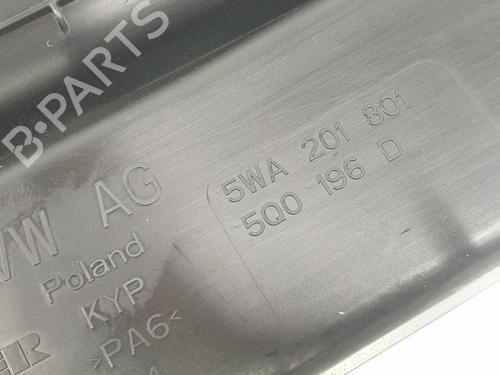 B-PARTS
VW AG
Poland
KYP
>PA6<
5WA 201 801
5Q0 196 D